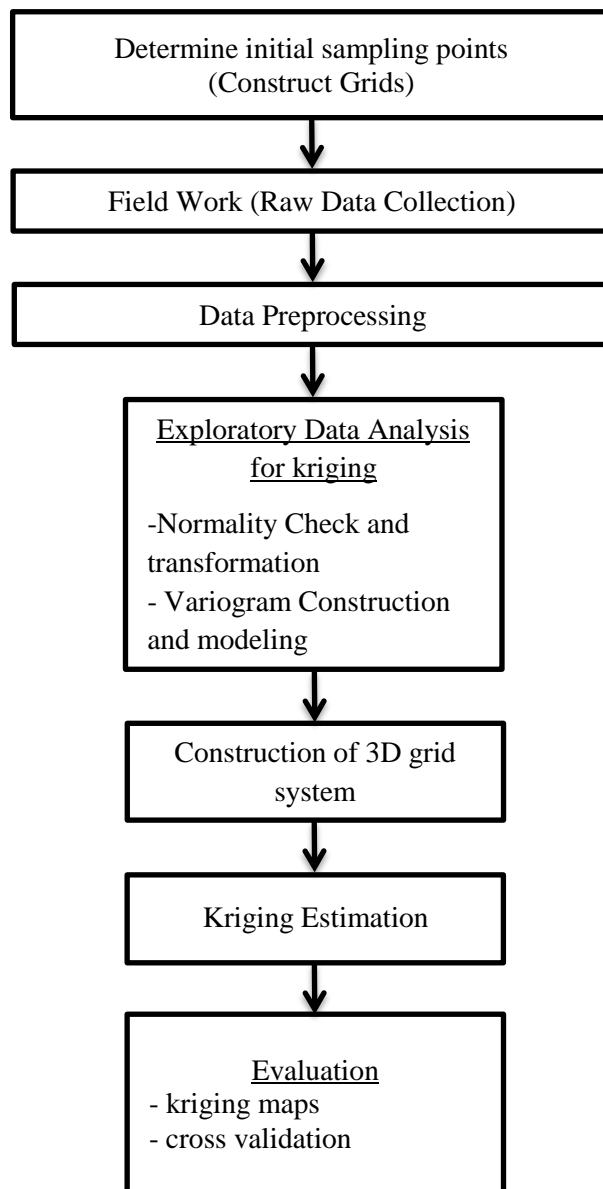 Determine initial sampling points
(Construct Grids)
Field Work (Raw Data Collection)
Data Preprocessing
Exploratory Data Analysis
for kriging
-Normality Check and
transformation
- Variogram Construction
and modeling
Construction of 3D grid
system
Kriging Estimation
Evaluation
- kriging maps
- cross validation